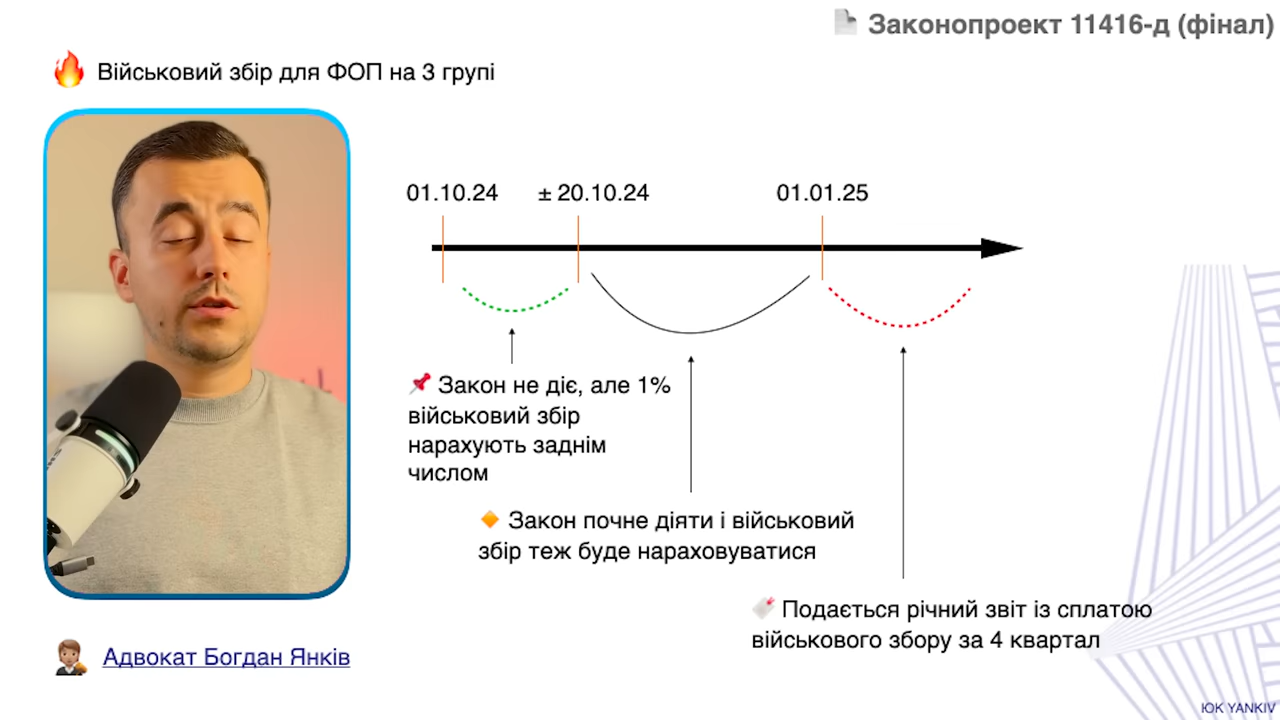 Законопроект 11416-д (фінал)
Військовий збір для ФОП на 3 групі
01.10.24
± 20.10.24
01.01.25
Закон не діє, але 1%
військовий збір
нарахують заднім
числом
Закон почне діяти і військовий
збір теж буде нараховуватися
Подається річний звіт із сплатою
військового збору за 4 квартал
Адвокат Богдан Янків
ЮК YANKIV